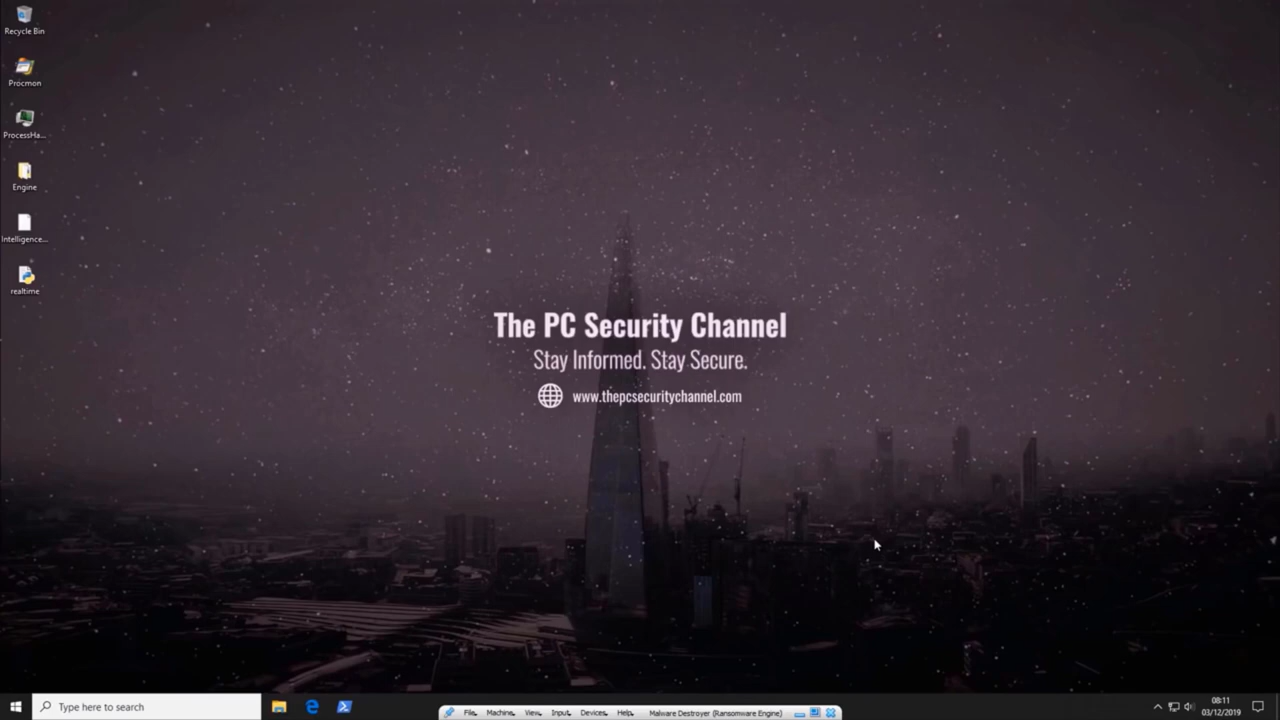 Recycle Bin
Procmon
ProcessHa...
Engine
Intelligence...
realtime
The PC Security Channel
Stay Informed. Stay Secure.
www.thepcsecuritychannel.com
Type here to search
File Machine View Input Devices Help Malware Destroyer (Ransomware Engine)
08:11
03/12/2019